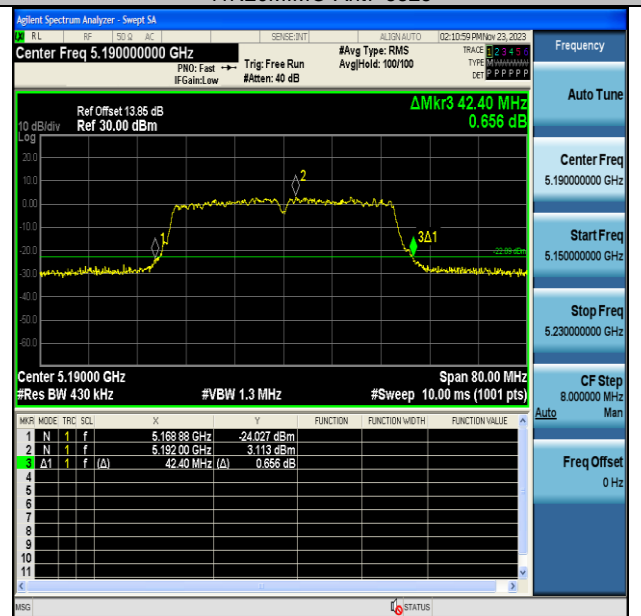 Agilent Spectrum Analyzer - Swept SA
RL RF 50 Ω AC SENSE:INT ALIGN AUTO 02:10:59 PM Nov 23, 2023
Center Freq 5.190000000 GHz
PNO: Fast
IFGain:Low
Trig: Free Run
#Atten: 40 dB
#Avg Type: RMS
Avg|Hold: 100/100
TRACE 1 2 3 4 5 6
TYPE M
DET P P P P P P
Frequency
Auto Tune
Center Freq
5.190000000 GHz
Start Freq
5.150000000 GHz
Stop Freq
5.230000000 GHz
CF Step
8.000000 MHz
Auto Man
Freq Offset
0 Hz
ΔMkr3 42.40 MHz
0.656 dB
Ref Offset 13.85 dB
10 dB/div Ref 30.00 dBm
Log
20.0
10.0
0.00
-10.0
-20.0
-30.0
-40.0
-50.0
-60.0
1
2
3Δ1
-22.89 dBm
Center 5.19000 GHz Span 80.00 MHz
#Res BW 430 kHz #VBW 1.3 MHz #Sweep 10.00 ms (1001 pts)
MKR MODE TRC SCL X Y FUNCTION FUNCTION WIDTH FUNCTION VALUE
1 N 1 f 5.168 88 GHz -24.027 dBm
2 N 1 f 5.192 00 GHz 3.113 dBm
3 Δ1 1 f (Δ) 42.40 MHz (Δ) 0.656 dB
4
5
6
7
8
9
10
11
MSG STATUS